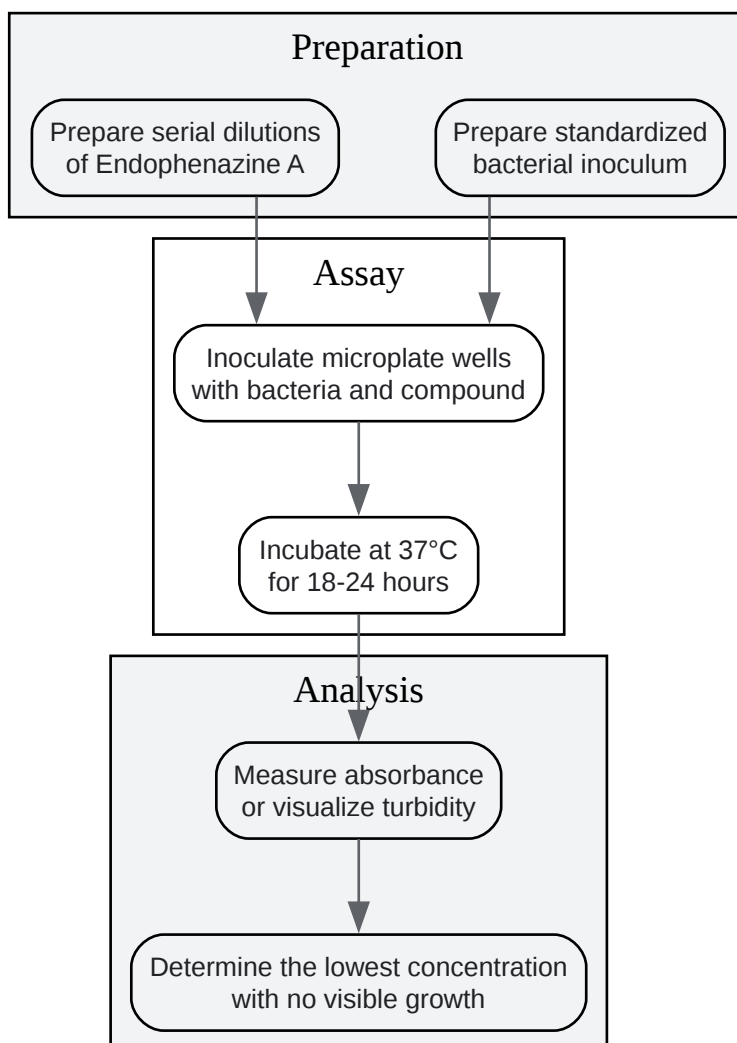 Preparation
Prepare serial dilutions
of Endophenazine A
Prepare standardized
bacterial inoculum
Assay
Inoculate microplate wells
with bacteria and compound
Incubate at 37°C
for 18-24 hours
Analysis
Measure absorbance
or visualize turbidity
Determine the lowest concentration
with no visible growth